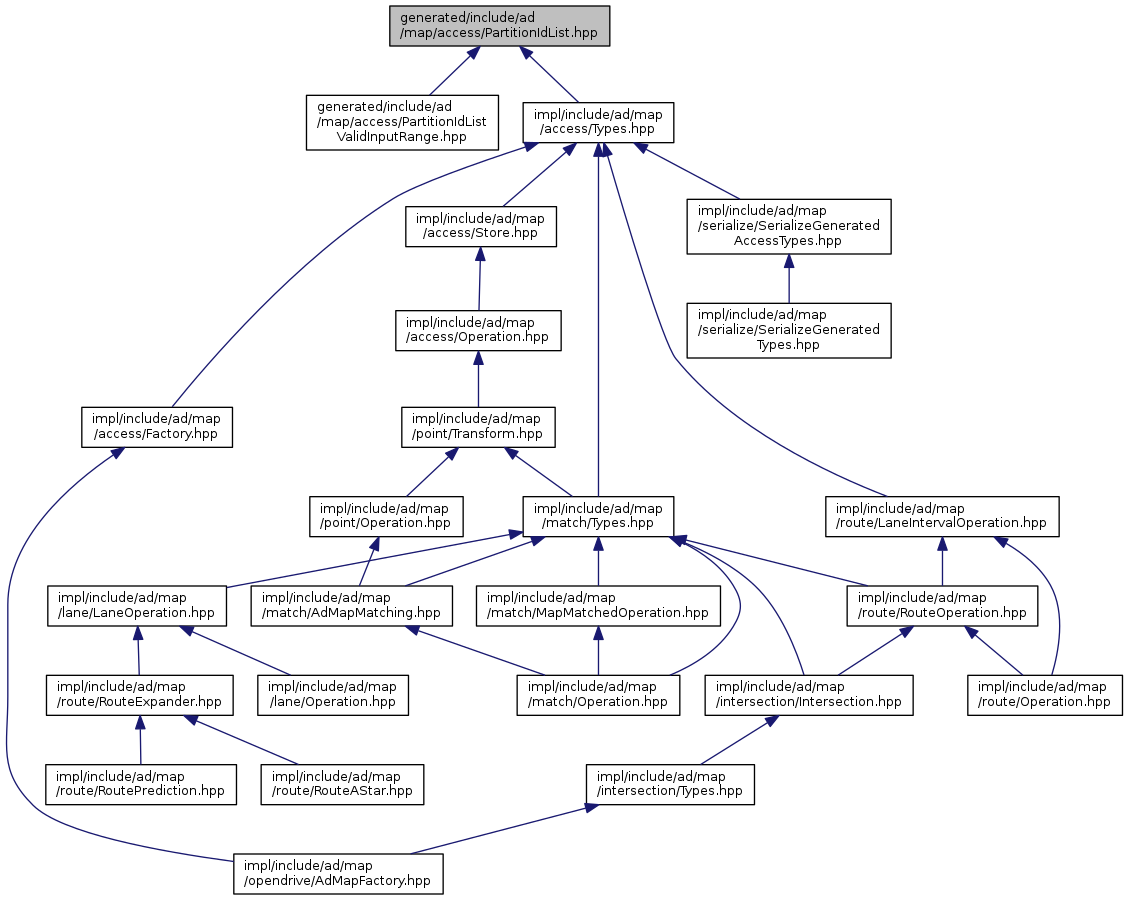 generated/include/ad
/map/access/PartitionIdList.hpp
generated/include/ad
/map/access/PartitionIdList
ValidInputRange.hpp
impl/include/ad/map
/access/Types.hpp
impl/include/ad/map
/access/Store.hpp
impl/include/ad/map
/serialize/SerializeGenerated
AccessTypes.hpp
impl/include/ad/map
/access/Operation.hpp
impl/include/ad/map
/serialize/SerializeGenerated
Types.hpp
impl/include/ad/map
/access/Factory.hpp
impl/include/ad/map
/point/Transform.hpp
impl/include/ad/map
/point/Operation.hpp
impl/include/ad/map
/match/Types.hpp
impl/include/ad/map
/route/LaneIntervalOperation.hpp
impl/include/ad/map
/lane/LaneOperation.hpp
impl/include/ad/map
/match/AdMapMatching.hpp
impl/include/ad/map
/match/MapMatchedOperation.hpp
impl/include/ad/map
/route/RouteOperation.hpp
impl/include/ad/map
/route/RouteExpander.hpp
impl/include/ad/map
/lane/Operation.hpp
impl/include/ad/map
/match/Operation.hpp
impl/include/ad/map
/intersection/Intersection.hpp
impl/include/ad/map
/route/Operation.hpp
impl/include/ad/map
/route/RoutePrediction.hpp
impl/include/ad/map
/route/RouteAStar.hpp
impl/include/ad/map
/intersection/Types.hpp
impl/include/ad/map
/opendrive/AdMapFactory.hpp